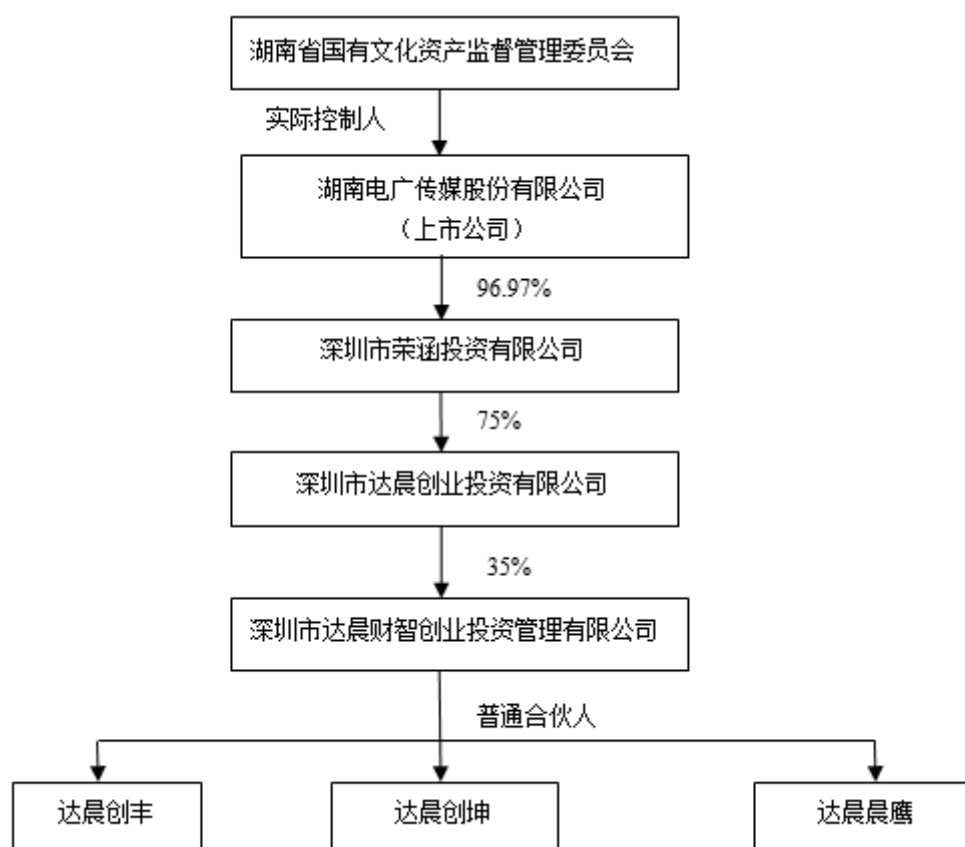 湖南省国有文化资产监督管理委员会
实际控制人
湖南电广传媒股份有限公司
（上市公司）
96.97%
深圳市荣涵投资有限公司
75%
深圳市达晨创业投资有限公司
35%
深圳市达晨财智创业投资管理有限公司
普通合伙人
达晨创丰
达晨创坤
达晨晨鹰